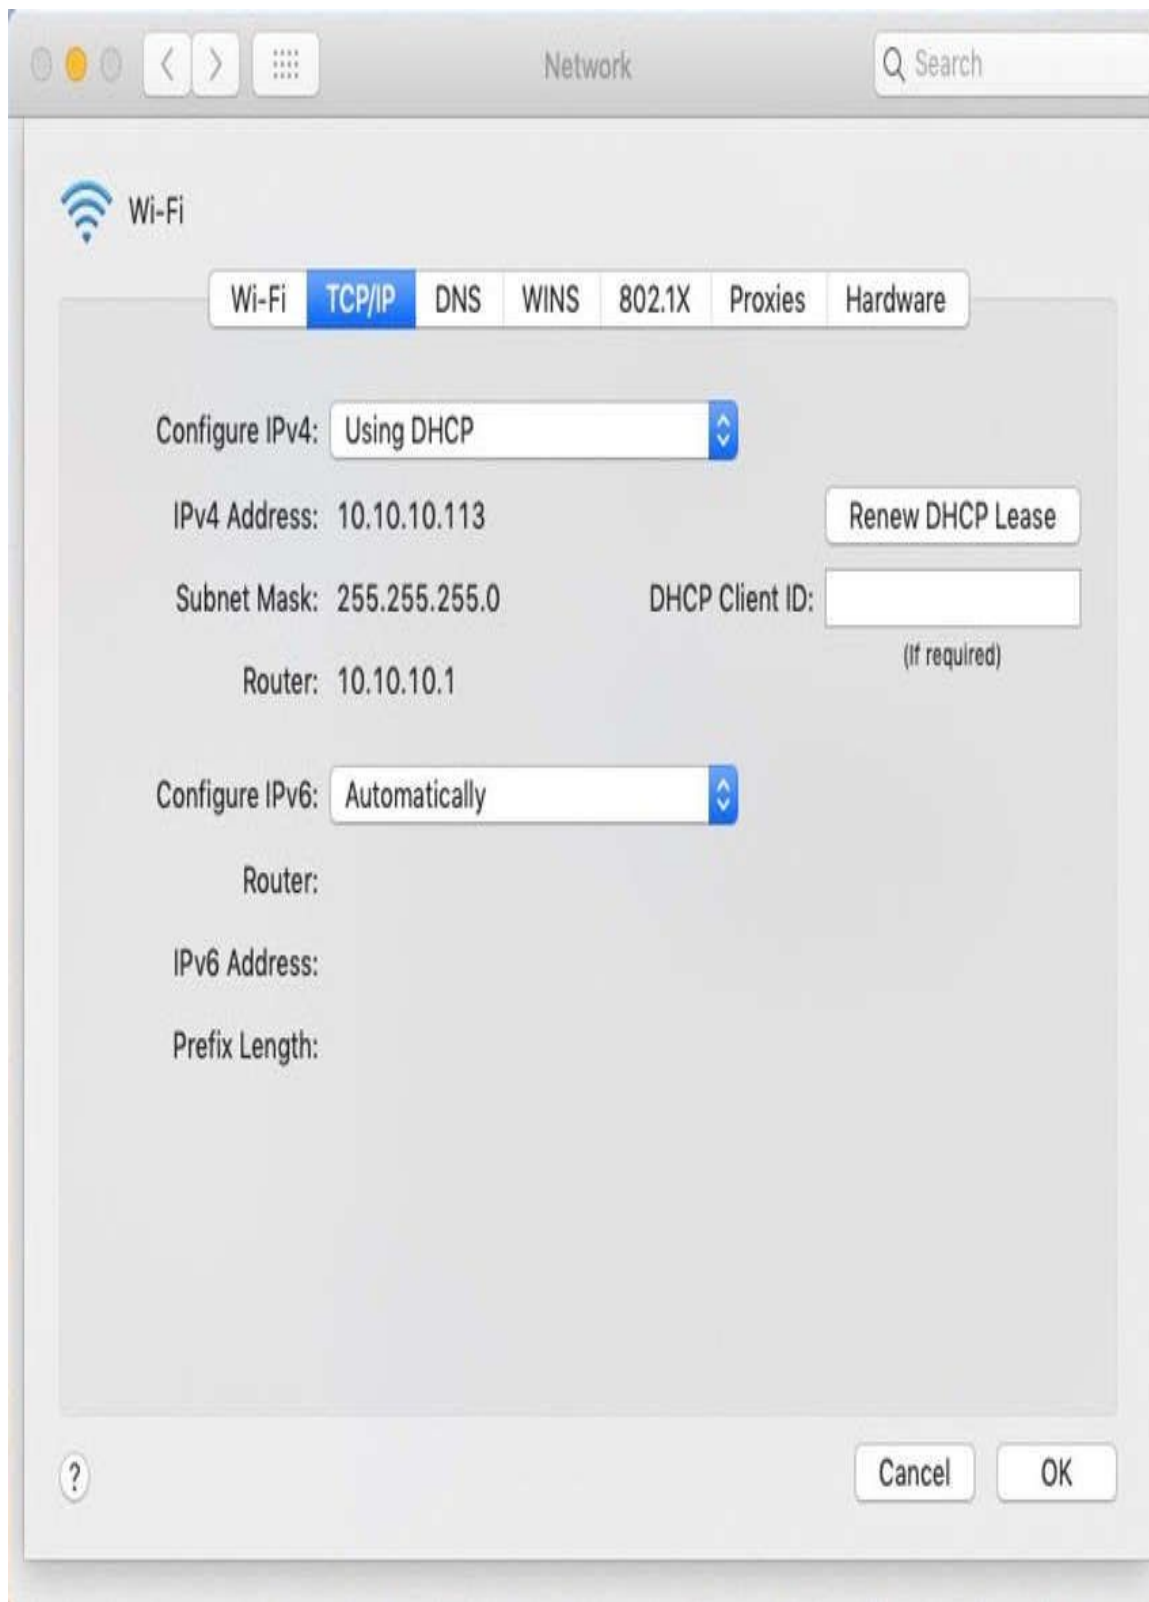 Network
Search
Wi-Fi
Wi-Fi TCP/IP DNS WINS 802.1X Proxies Hardware
Configure IPv4: Using DHCP
IPv4 Address: 10.10.10.113 Renew DHCP Lease
Subnet Mask: 255.255.255.0 DHCP Client ID:
(If required)
Router: 10.10.10.1
Configure IPv6: Automatically
Router:
IPv6 Address:
Prefix Length:
? Cancel OK